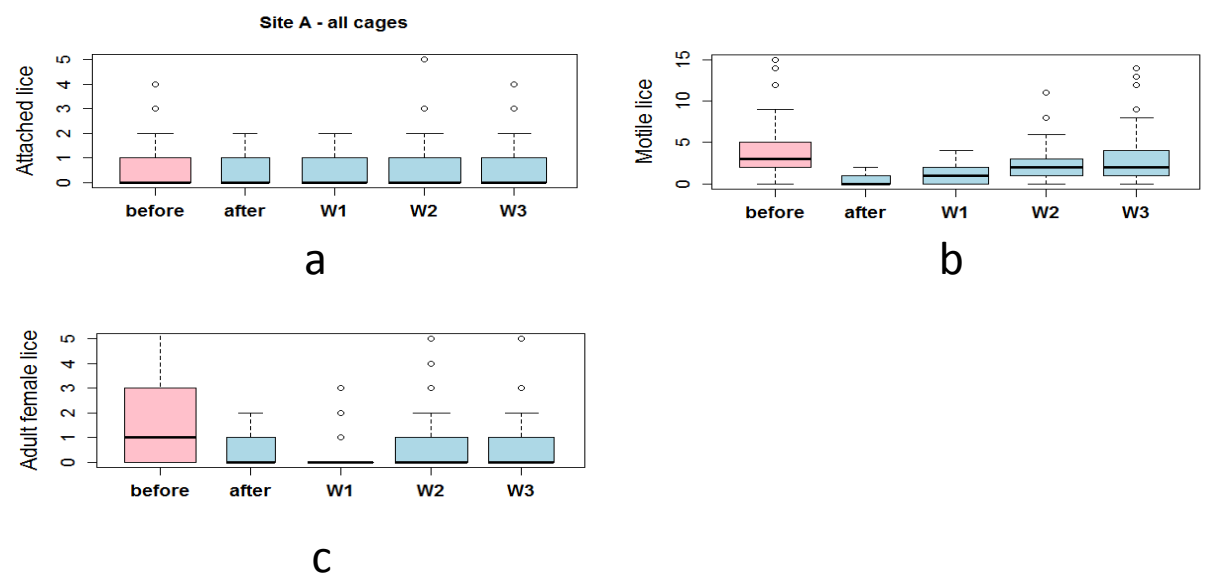 Site A - all cages
Attached lice
0 1 2 3 4 5
before after W1 W2 W3
a
Motile lice
0 5 10 15
before after W1 W2 W3
b
Adult female lice
0 1 2 3 4 5
before after W1 W2 W3
c